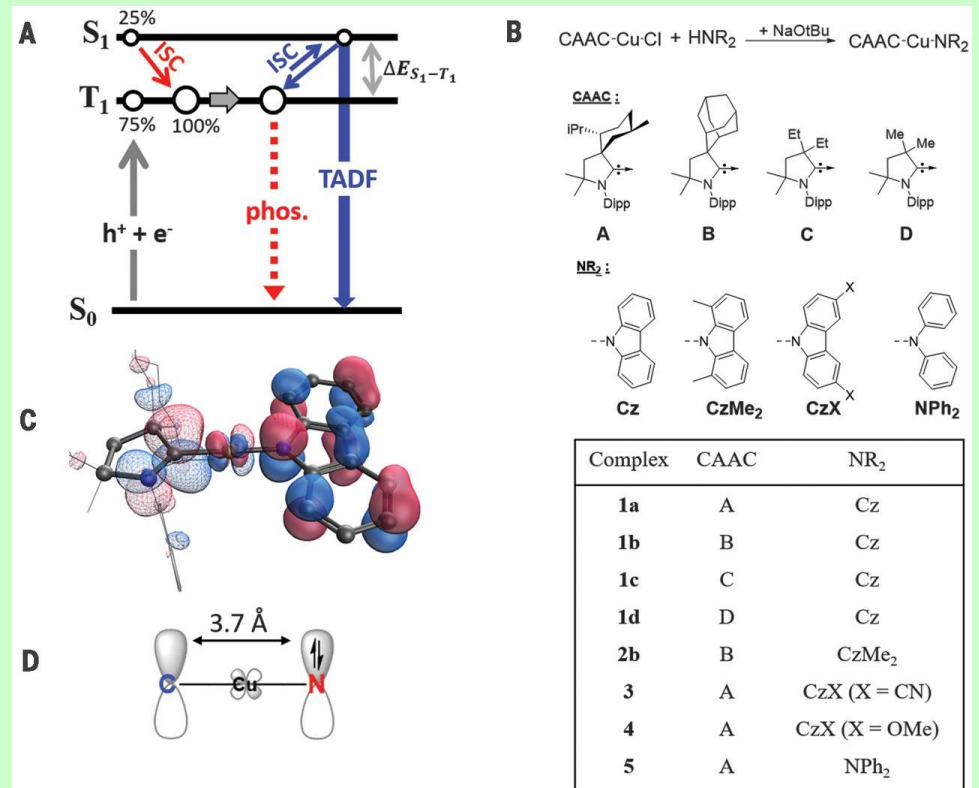 A
S1
25%
ISC
ISC
ΔE_{S1−T1}
T1
75%
100%
TADF
phos.
h+ + e-
S0
B
CAAC-Cu-Cl + HNR2
+ NaOtBu
CAAC-Cu-NR2
CAAC :
iPr
N
Dipp
A
N
Dipp
B
Et
Et
N
Dipp
C
Me
Me
N
Dipp
D
NR2 :
N
Cz
N
CzMe2
X
N
X
CzX
N
NPh2
C
D
3.7 Å
C
Cu
N
Complex CAAC NR2
1a A Cz
1b B Cz
1c C Cz
1d D Cz
2b B CzMe2
3 A CzX (X = CN)
4 A CzX (X = OMe)
5 A NPh2